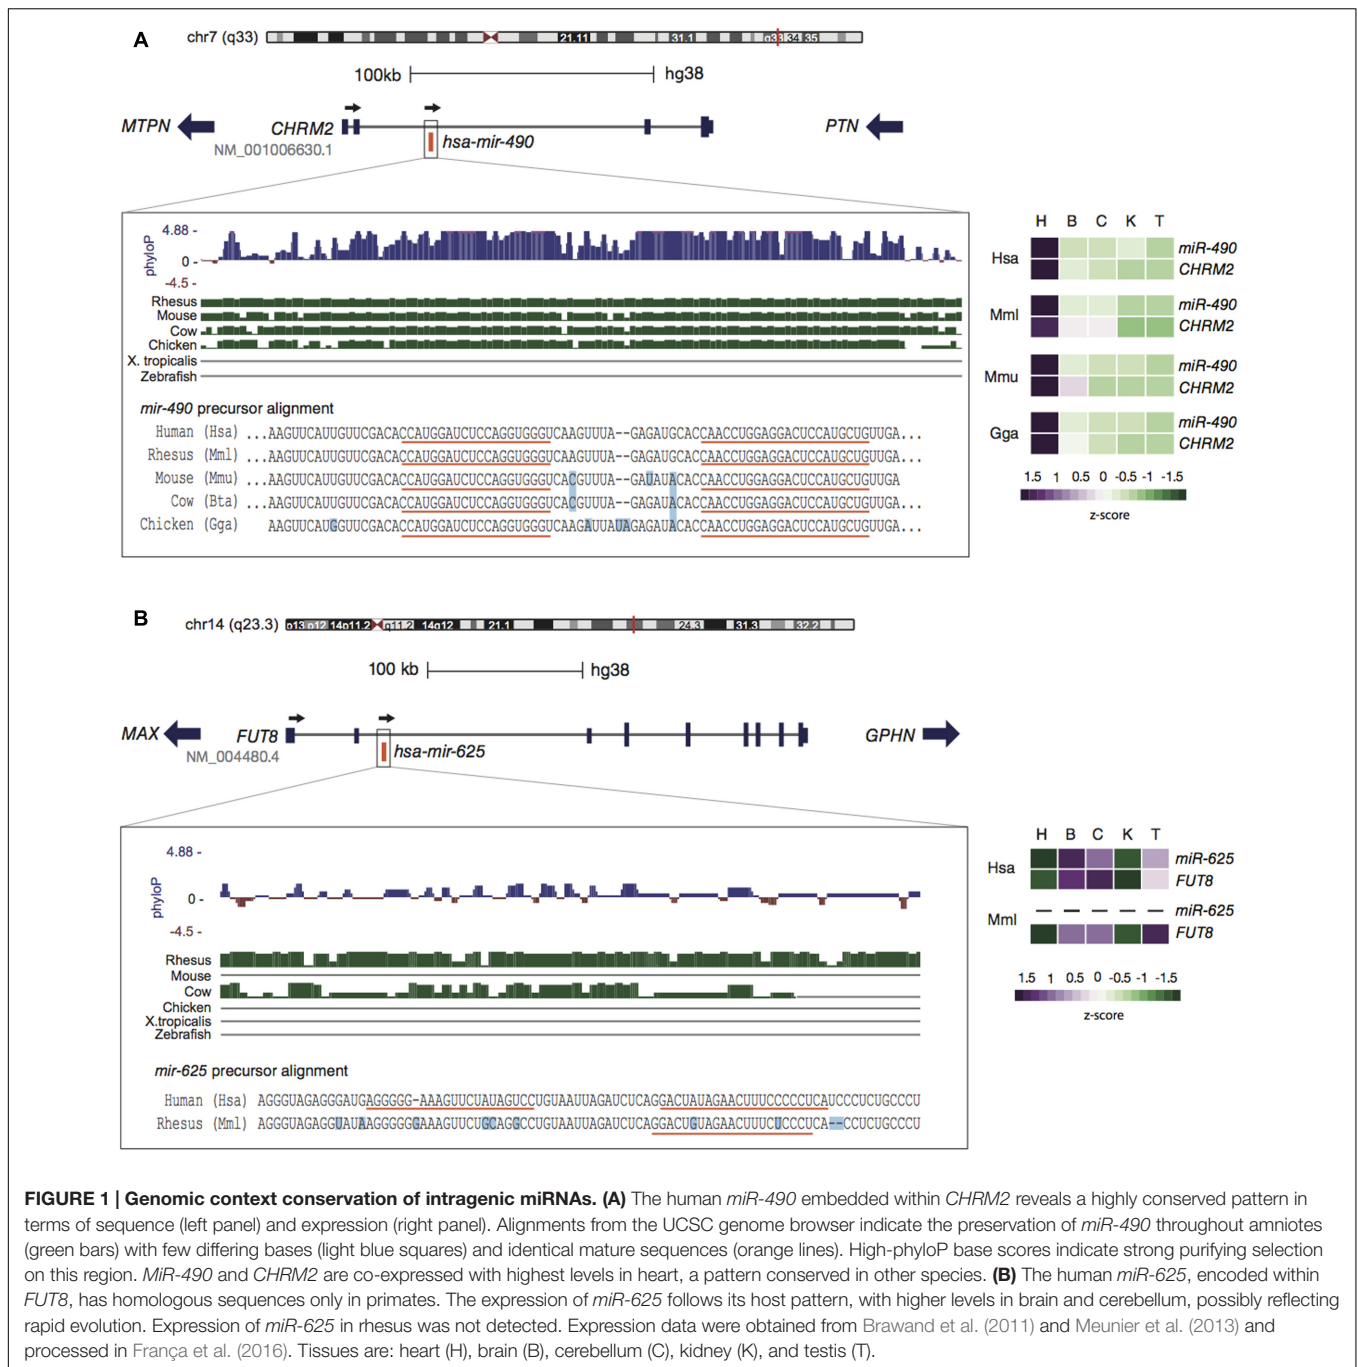 A
chr7 (q33)
21.11 31.1 q33 34 35
100kb hg38
MTPN CHRM2 hsa-mir-490 PTN
NM_001006630.1
phyloP
4.88 -
0 -
-4.5 -
Rhesus
Mouse
Cow
Chicken
X. tropicalis
Zebrafish
mir-490 precursor alignment
Human (Hsa) ...AAGUUCAUUGUUCGACACCAUGGAUCUCCAGGUGGGUCAAGUUUA--GAGAUGCACCAACCUGGAGGACUCCAUGCUGUUGA...
Rhesus (Mml) ...AAGUUCAUUGUUCGACACCAUGGAUCUCCAGGUGGGUCAAGUUUA--GAGAUGCACCAACCUGGAGGACUCCAUGCUGUUGA...
Mouse (Mmu) ...AAGUUCAUUGUUCGACACCAUGGAUCUCCAGGUGGGUCACGUUUA--GAUAUACACCAACCUGGAGGACUCCAUGCUGUUGA
Cow (Bta) ...AAGUUCAUUGUUCGACACCAUGGAUCUCCAGGUGGGUCACGUUUA--GAGAUACACCAACCUGGAGGACUCCAUGCUGUUGA...
Chicken (Gga) AAGUUCAUGGUUCGACACCAUGGAUCUCCAGGUGGGUCAAGAUUAUAGAGAUACACCAACCUGGAGGACUCCAUGCUGUUGA...
H B C K T
Hsa miR-490
CHRM2
Mml miR-490
CHRM2
Mmu miR-490
CHRM2
Gga miR-490
CHRM2
1.5 1 0.5 0 -0.5 -1 -1.5
z-score
B
chr14 (q23.3)
q13 p12 14q11.2 q11.2 14q12 21.1 24.3 31.3 32.2
100 kb hg38
MAX FUT8 hsa-mir-625 GPHN
NM_004480.4
phyloP
4.88 -
0 -
-4.5 -
Rhesus
Mouse
Cow
Chicken
X.tropicalis
Zebrafish
mir-625 precursor alignment
Human (Hsa) AGGGUAGAGGGAUGAGGGGG-AAAGUUCUAUAGUCCUGUAAUUAGAUCUCAGGACUAUAGAACUUUCCCCCUCAUCCCUCUGCCCU
Rhesus (Mml) AGGGUAGAGGUAUAAGGGGGGAAAGUUCUGCAGGCCUGUAAUUAGAUCUCAGGACUGUAGAACUUUCUCCCUCA--CCUCUGCCCU
H B C K T
Hsa miR-625
FUT8
Mml – – – – – miR-625
FUT8
1.5 1 0.5 0 -0.5 -1 -1.5
z-score
FIGURE 1 | Genomic context conservation of intragenic miRNAs. (A) The human miR-490 embedded within CHRM2 reveals a highly conserved pattern in
terms of sequence (left panel) and expression (right panel). Alignments from the UCSC genome browser indicate the preservation of miR-490 throughout amniotes
(green bars) with few differing bases (light blue squares) and identical mature sequences (orange lines). High-phyloP base scores indicate strong purifying selection
on this region. MiR-490 and CHRM2 are co-expressed with highest levels in heart, a pattern conserved in other species. (B) The human miR-625, encoded within
FUT8, has homologous sequences only in primates. The expression of miR-625 follows its host pattern, with higher levels in brain and cerebellum, possibly reflecting
rapid evolution. Expression of miR-625 in rhesus was not detected. Expression data were obtained from Brawand et al. (2011) and Meunier et al. (2013) and
processed in França et al. (2016). Tissues are: heart (H), brain (B), cerebellum (C), kidney (K), and testis (T).